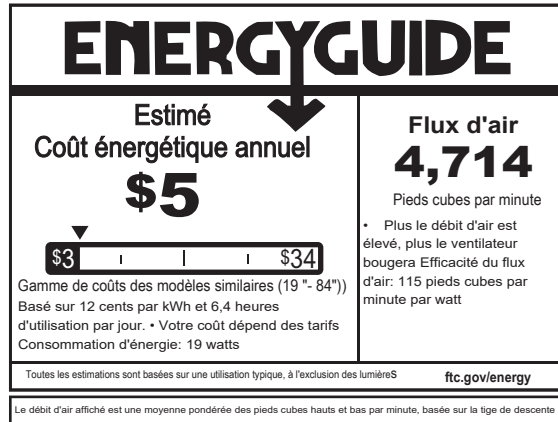 ENERGYGUIDE
Estimé
Coût énergétique annuel
$5
$3
$34
Gamme de coûts des modèles similaires (19 "- 84"))
Basé sur 12 cents par kWh et 6,4 heures
d'utilisation par jour. • Votre coût dépend des tarifs
Consommation d'énergie: 19 watts
Flux d'air
4,714
Pieds cubes par minute
• Plus le débit d'air est
élevé, plus le ventilateur
bougera Efficacité du flux
d'air: 115 pieds cubes par
minute par watt
Toutes les estimations sont basées sur une utilisation typique, à l'exclusion des lumièreS
ftc.gov/energy
Le débit d'air affiché est une moyenne pondérée des pieds cubes hauts et bas par minute, basée sur la tige de descente